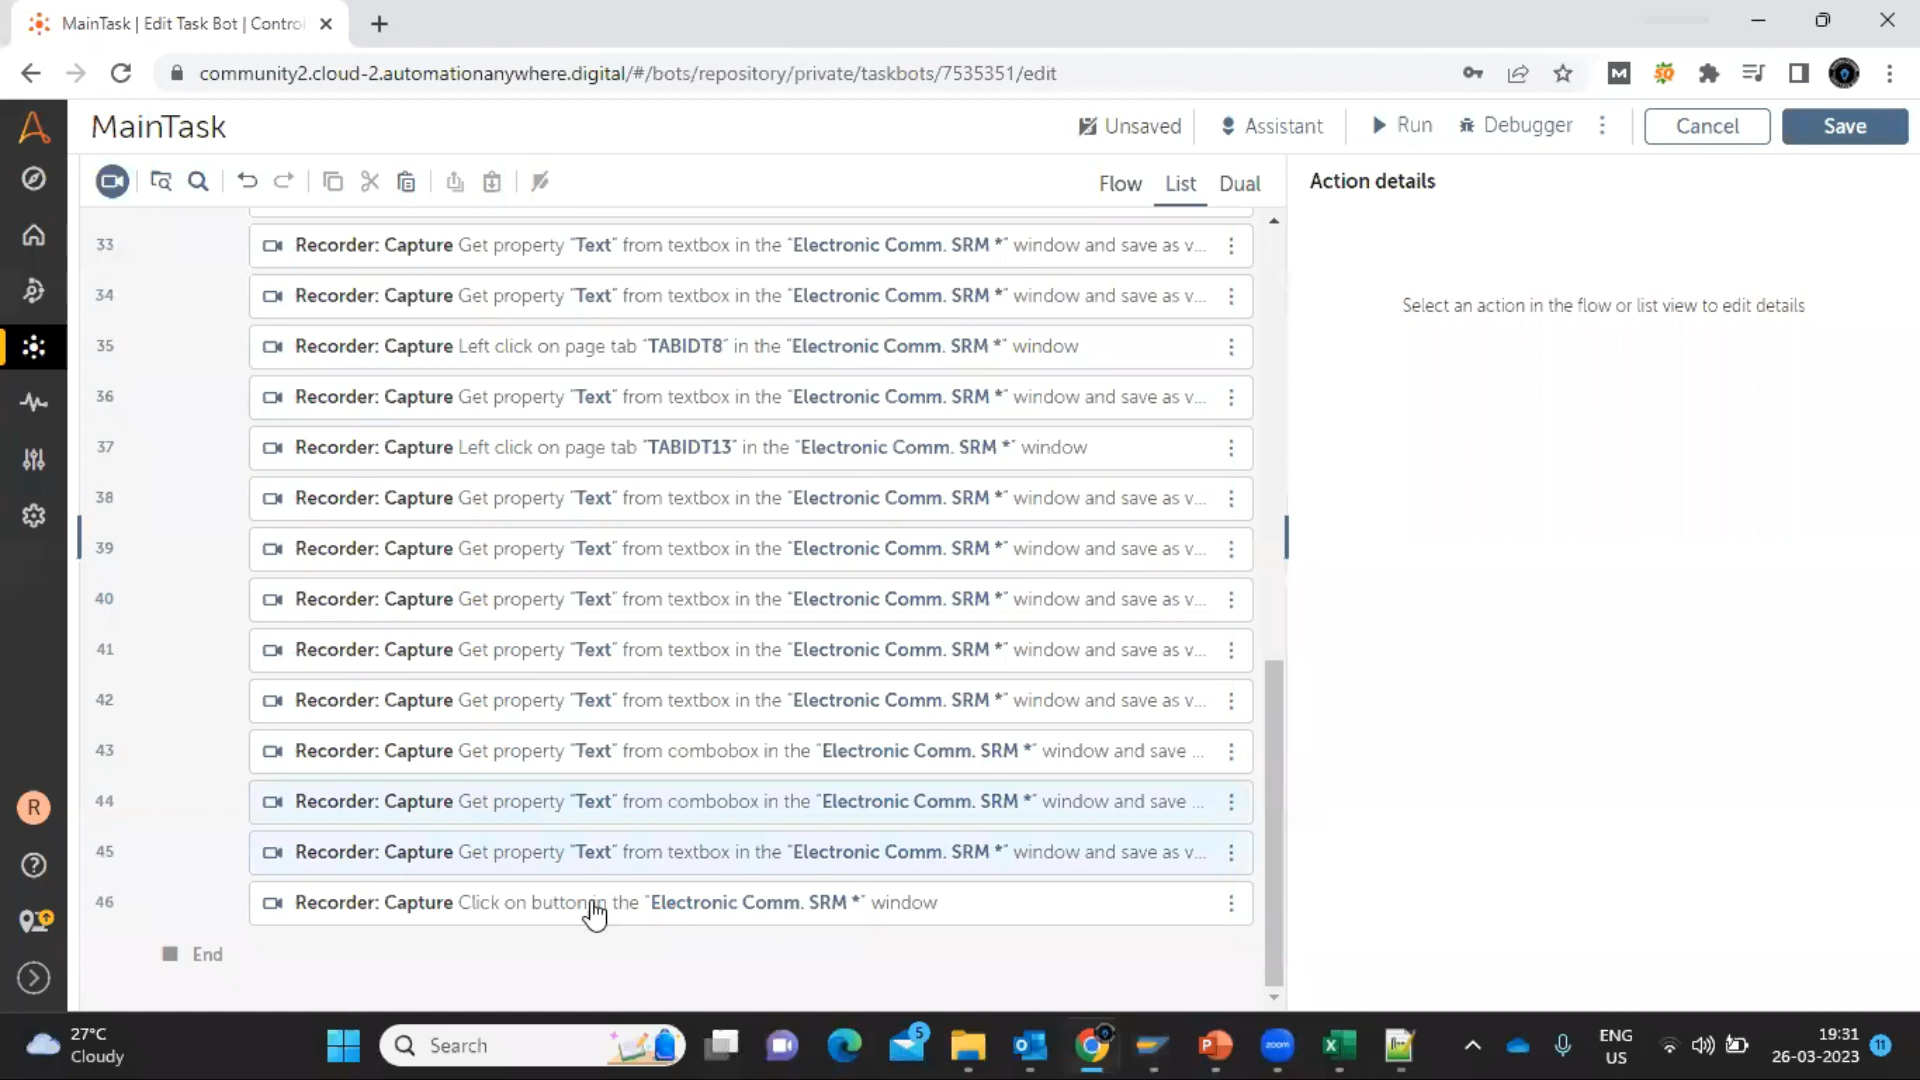 MainTask | Edit Task Bot | Contro
community2.cloud-2.automationanywhere.digital/#/bots/repository/private/taskbots/7535351/edit
MainTask
Unsaved
Assistant
Run
Debugger
Cancel
Save
Flow
List
Dual
Action details
Select an action in the flow or list view to edit details
33 Recorder: Capture Get property "Text" from textbox in the "Electronic Comm. SRM *" window and save as v...
34 Recorder: Capture Get property "Text" from textbox in the "Electronic Comm. SRM *" window and save as v...
35 Recorder: Capture Left click on page tab "TABIDT8" in the "Electronic Comm. SRM *" window
36 Recorder: Capture Get property "Text" from textbox in the "Electronic Comm. SRM *" window and save as v...
37 Recorder: Capture Left click on page tab "TABIDT13" in the "Electronic Comm. SRM *" window
38 Recorder: Capture Get property "Text" from textbox in the "Electronic Comm. SRM *" window and save as v...
39 Recorder: Capture Get property "Text" from textbox in the "Electronic Comm. SRM *" window and save as v...
40 Recorder: Capture Get property "Text" from textbox in the "Electronic Comm. SRM *" window and save as v...
41 Recorder: Capture Get property "Text" from textbox in the "Electronic Comm. SRM *" window and save as v...
42 Recorder: Capture Get property "Text" from textbox in the "Electronic Comm. SRM *" window and save as v...
43 Recorder: Capture Get property "Text" from combobox in the "Electronic Comm. SRM *" window and save ...
44 Recorder: Capture Get property "Text" from combobox in the "Electronic Comm. SRM *" window and save ...
45 Recorder: Capture Get property "Text" from textbox in the "Electronic Comm. SRM *" window and save as v...
46 Recorder: Capture Click on button in the "Electronic Comm. SRM *" window
End
R
27°C
Cloudy
Search
5
zoom
ENG
US
19:31
26-03-2023
11